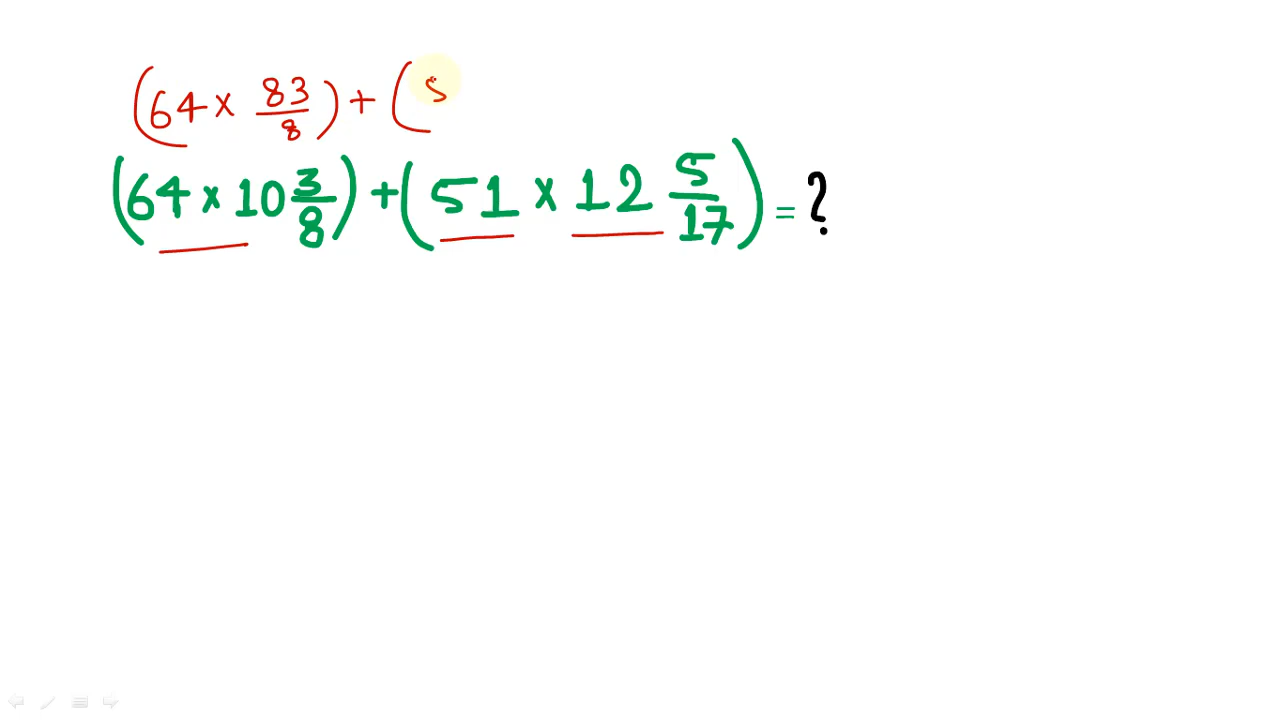 (64 × 83/8) + (5
(64 × 10 3/8) + (51 × 12 5/17) = ?